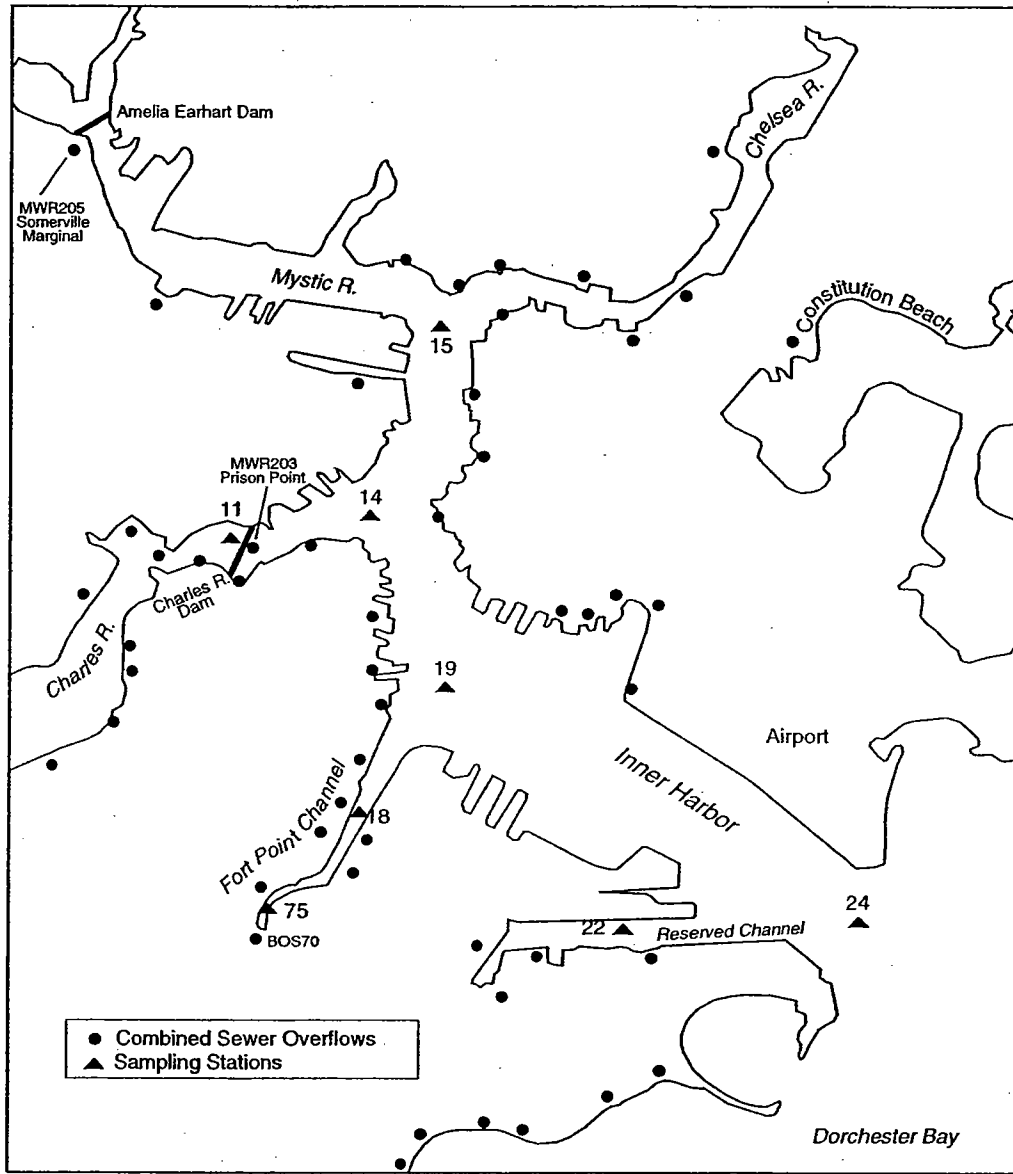 Amelia Earhart Dam
Chelsea R.
MWR205
Somerville
Marginal
Mystic R.
Constitution Beach
15
MWR203
Prison Point
11
14
Charles R.
Dam
Charles R.
19
Airport
Inner Harbor
Fort Point Channel
18
75
BOS70
24
22
Reserved Channel
Combined Sewer Overflows
Sampling Stations
Dorchester Bay